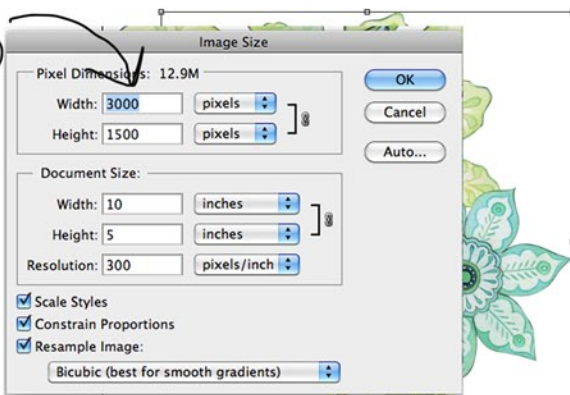 Image Size
Pixel Dimensions: 12.9M
OK
Width: 3000 pixels
Cancel
Height: 1500 pixels
Auto...
Document Size:
Width: 10 inches
Height: 5 inches
Resolution: 300 pixels/inch
Scale Styles
Constrain Proportions
Resample Image:
Bicubic (best for smooth gradients)